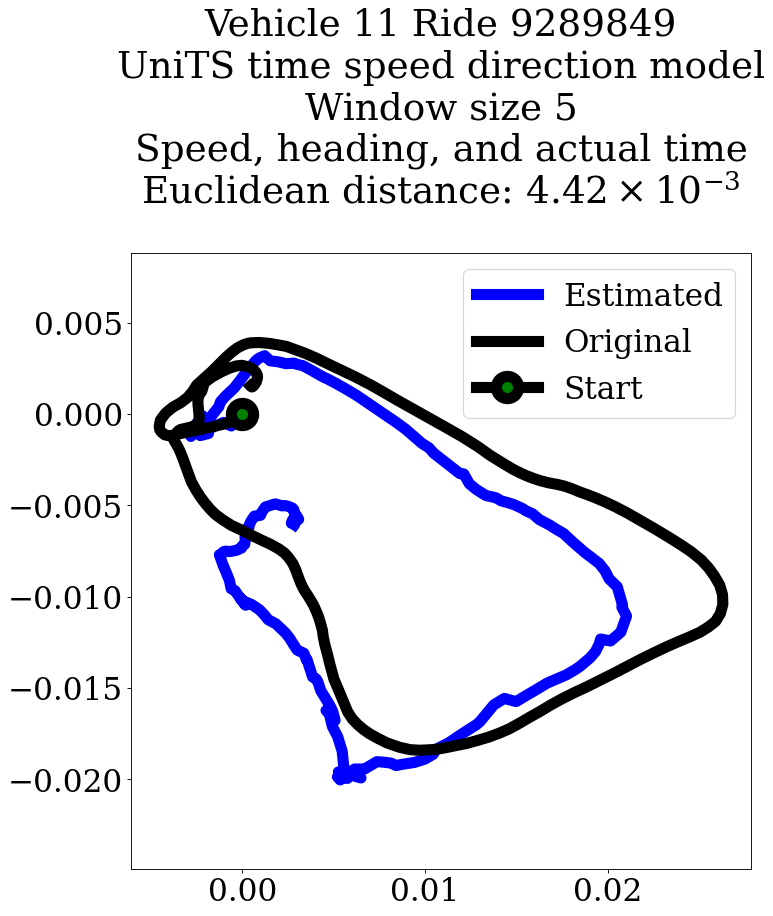 Vehicle 11 Ride 9289849
UniTS time speed direction model
Window size 5
Speed, heading, and actual time
Euclidean distance: 4.42 × 10⁻³
Estimated
Original
Start
0.005
0.000
−0.005
−0.010
−0.015
−0.020
0.00 0.01 0.02